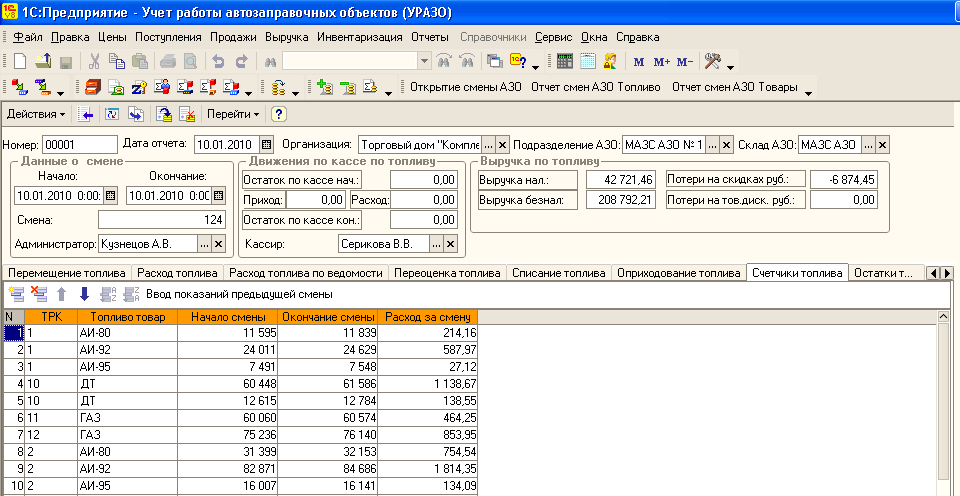 1С:Предприятие - Учет работы автозаправочных объектов (УРАЗО)
Файл Правка Цены Поступления Продажи Выручка Инвентаризация Отчеты Справочники Сервис Окна Справка
M M+ M-
Открытие смены АЗО Отчет смен АЗО Топливо Отчет смен АЗО Товары
Действия Перейти
Номер: 00001 Дата отчета: 10.01.2010 Организация: Торговый дом "Компле ... × Подразделение АЗО: МАЗС АЗО № 1 ... × Склад АЗО: МАЗС АЗО ... ×
Данные о смене Движения по кассе по топливу Выручка по топливу
Начало: Окончание: Остаток по кассе нач.: 0,00 Выручка нал.: 42 721,46 Потери на скидках руб.: -6 874,45
10.01.2010 0:00: 10.01.2010 0:00 Приход: 0,00 Расход: 0,00 Выручка безнал: 208 792,21 Потери на тов.диск. руб.: 0,00
Смена: 124 Остаток по кассе кон.: 0,00
Администратор: Кузнецов А.В. ... × Кассир: Серикова В.В. ... ×
Перемещение топлива Расход топлива Расход топлива по ведомости Переоценка топлива Списание топлива Оприходование топлива Счетчики топлива Остатки т...
Ввод показаний предыдущей смены
N ТРК Топливо товар Начало смены Окончание смены Расход за смену
1 1 АИ-80 11 595 11 839 214,16
2 1 АИ-92 24 011 24 629 587,97
3 1 АИ-95 7 491 7 548 27,12
4 10 ДТ 60 448 61 586 1 138,67
5 10 ДТ 12 615 12 784 138,55
6 11 ГАЗ 60 060 60 574 464,25
7 12 ГАЗ 75 236 76 140 853,95
8 2 АИ-80 31 399 32 153 754,54
9 2 АИ-92 82 871 84 686 1 814,35
10 2 АИ-95 16 007 16 141 134,09